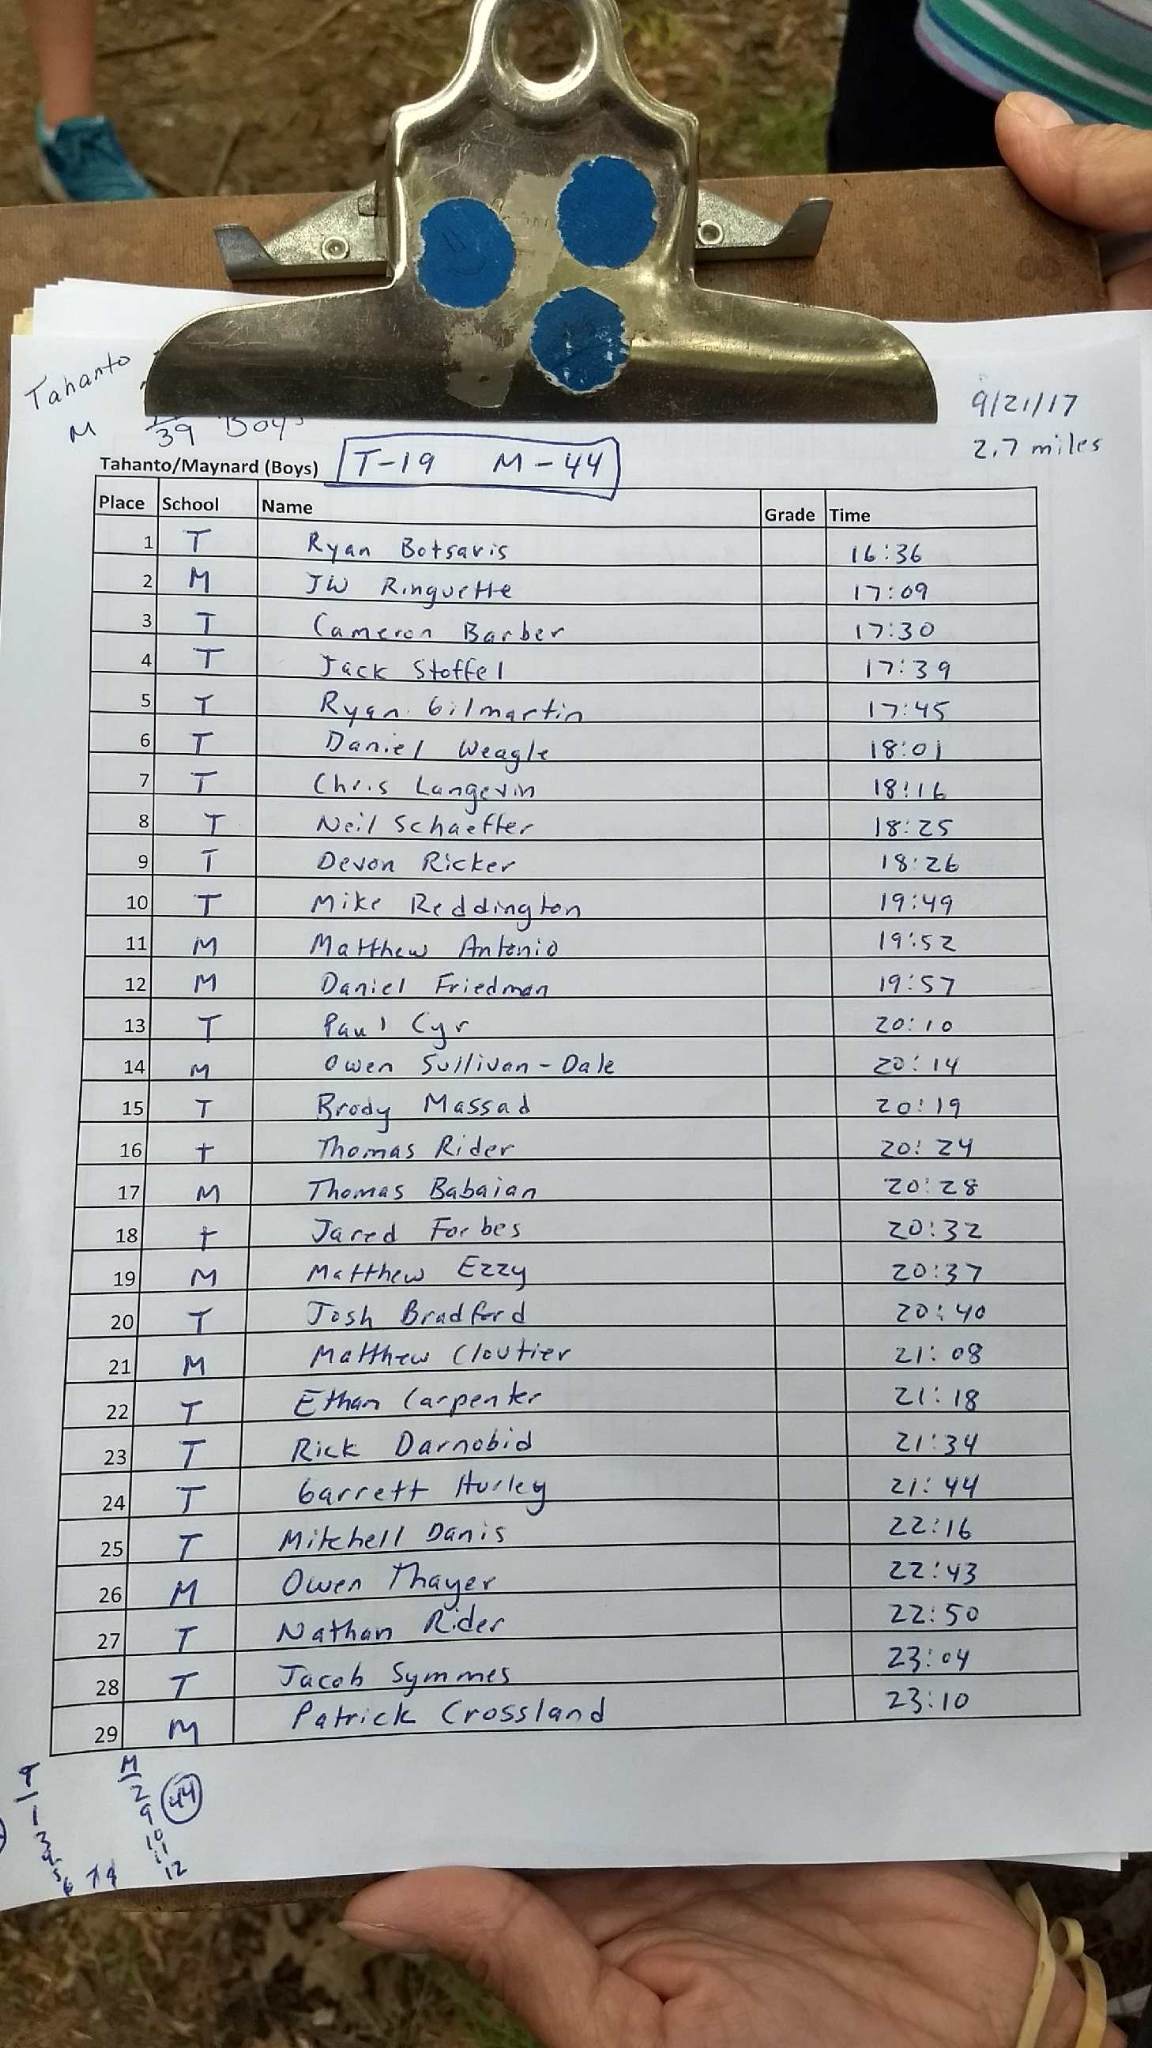 Tahanto
M 39 Boys
9/21/17
2.7 miles
Tahanto/Maynard (Boys) T-19 M-44
Place School Name Grade Time
1 T Ryan Botsaris 16:36
2 M JW Ringuette 17:09
3 T Cameron Barber 17:30
4 T Jack Stoffel 17:39
5 T Ryan Gilmartin 17:45
6 T Daniel Weagle 18:01
7 T Chris Langevin 18:16
8 T Neil Schaeffer 18:25
9 T Devon Ricker 18:26
10 T Mike Reddington 19:49
11 M Matthew Antonio 19:52
12 M Daniel Friedman 19:57
13 T Paul Cyr 20:10
14 M Owen Sullivan-Dale 20:14
15 T Brody Massad 20:19
16 T Thomas Rider 20:24
17 M Thomas Babaian 20:28
18 T Jared Forbes 20:32
19 M Matthew Ezzy 20:37
20 T Josh Bradford 20:40
21 M Matthew Cloutier 21:08
22 T Ethan Carpenter 21:18
23 T Rick Darnobid 21:34
24 T Garrett Hurley 21:44
25 T Mitchell Danis 22:16
26 M Owen Thayer 22:43
27 T Nathan Rider 22:50
28 T Jacob Symmes 23:04
29 M Patrick Crossland 23:10
T M
1 2 44
3 9
4 10
5 11
6 12